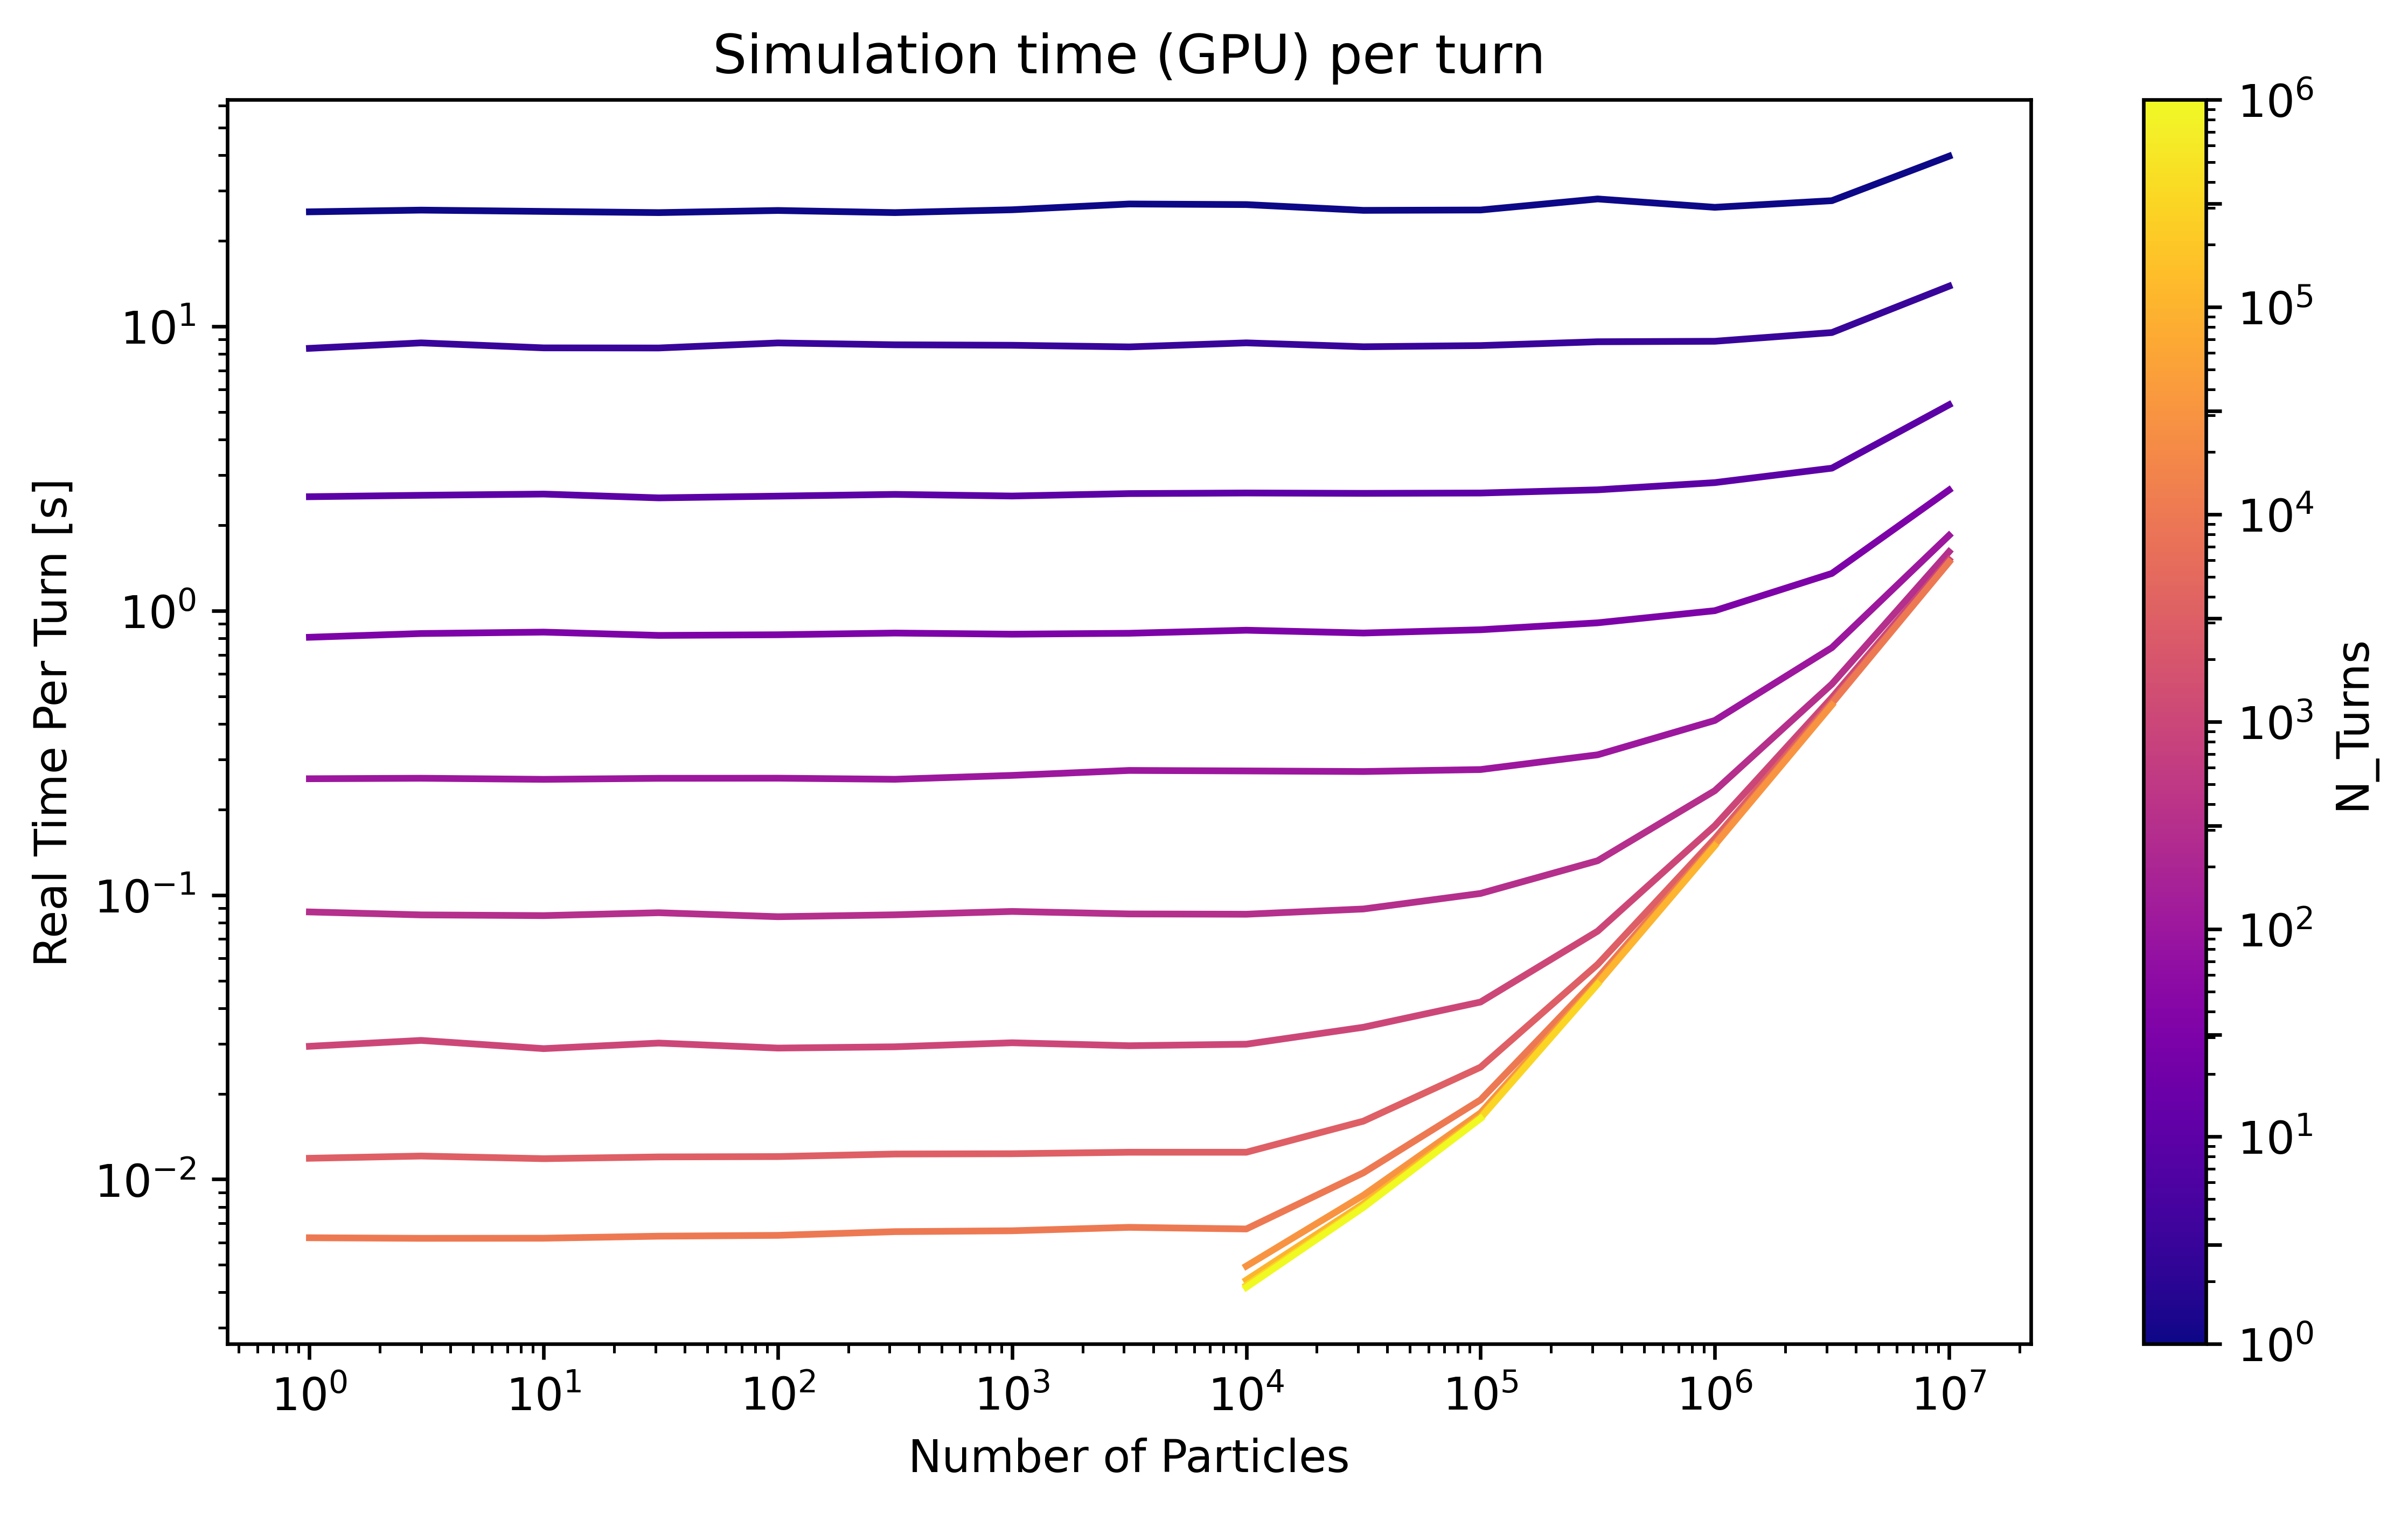 Simulation time (GPU) per turn
Real Time Per Turn [s]
10¹
10⁰
10⁻¹
10⁻²
10⁰ 10¹ 10² 10³ 10⁴ 10⁵ 10⁶ 10⁷
Number of Particles
10⁶
10⁵
10⁴
10³
10²
10¹
10⁰
N_Turns